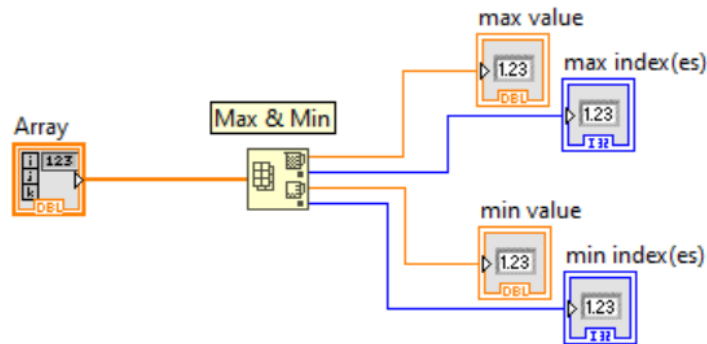 max value
1.23
DBL
max index(es)
1.23
I32
Array
i
j
k
123
DBL
Max & Min
min value
1.23
DBL
min index(es)
1.23
I32